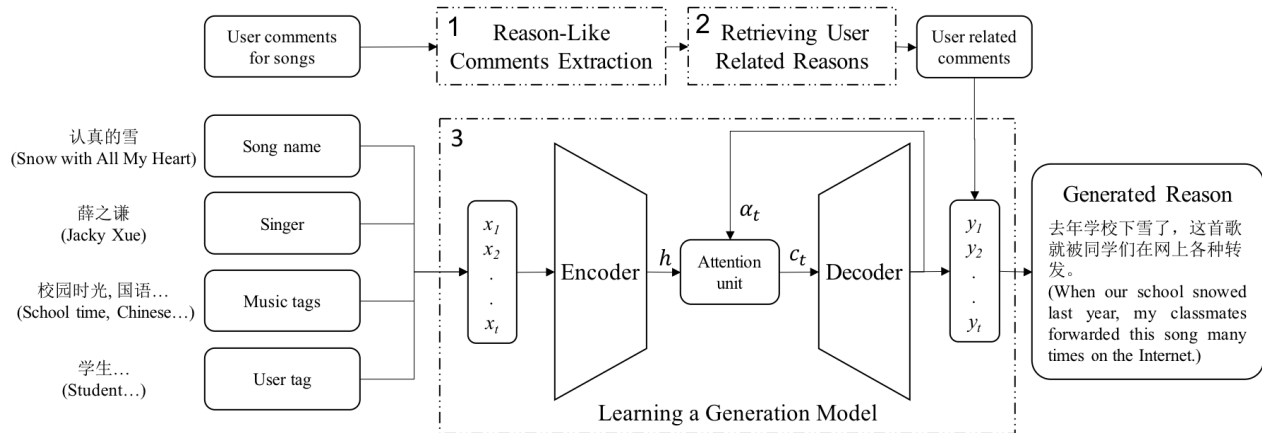 User comments
for songs
1
Reason-Like
Comments Extraction
2
Retrieving User
Related Reasons
User related
comments
认真的雪
(Snow with All My Heart)
Song name
薛之谦
(Jacky Xue)
Singer
校园时光, 国语…
(School time, Chinese…)
Music tags
学生…
(Student…)
User tag
3
x₁
x₂
.
.
xₜ
Encoder
h
αₜ
Attention
unit
cₜ
Decoder
y₁
y₂
.
.
yₜ
Learning a Generation Model
Generated Reason
去年学校下雪了，这首歌
就被同学们在网上各种转
发。
(When our school snowed
last year, my classmates
forwarded this song many
times on the Internet.)